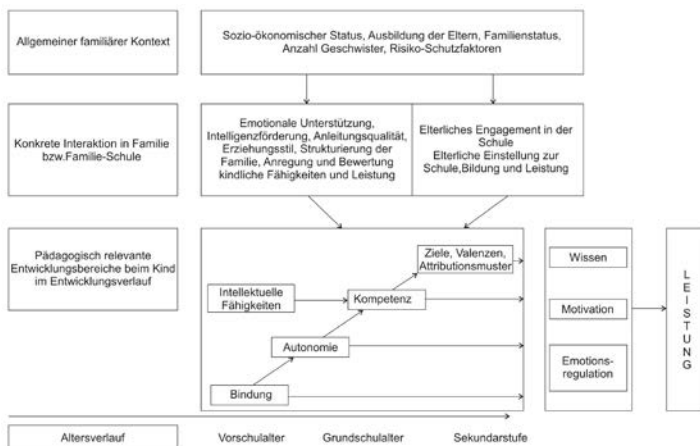 Allgemeiner familiärer Kontext
Sozio-ökonomischer Status, Ausbildung der Eltern, Familienstatus,
Anzahl Geschwister, Risiko-Schutzfaktoren
Konkrete Interaktion in Familie
bzw.Familie-Schule
Emotionale Unterstützung,
Intelligenzförderung, Anleitungsqualität,
Erziehungsstil, Strukturierung der
Familie, Anregung und Bewertung
kindliche Fähigkeiten und Leistung
Elterliches Engagement in der
Schule
Elterliche Einstellung zur
Schule,Bildung und Leistung
Pädagogisch relevante
Entwicklungsbereiche beim Kind
im Entwicklungsverlauf
Ziele, Valenzen,
Attributionsmuster
Intellektuelle
Fähigkeiten
Kompetenz
Autonomie
Bindung
Wissen
Motivation
Emotions-
regulation
LEISTUNG
Altersverlauf
Vorschulalter
Grundschulalter
Sekundarstufe